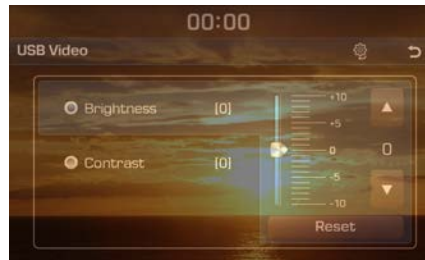 00:00
USB Video
Brightness [0]
+10
+5
Contrast [0]
0
0
-5
-10
Reset